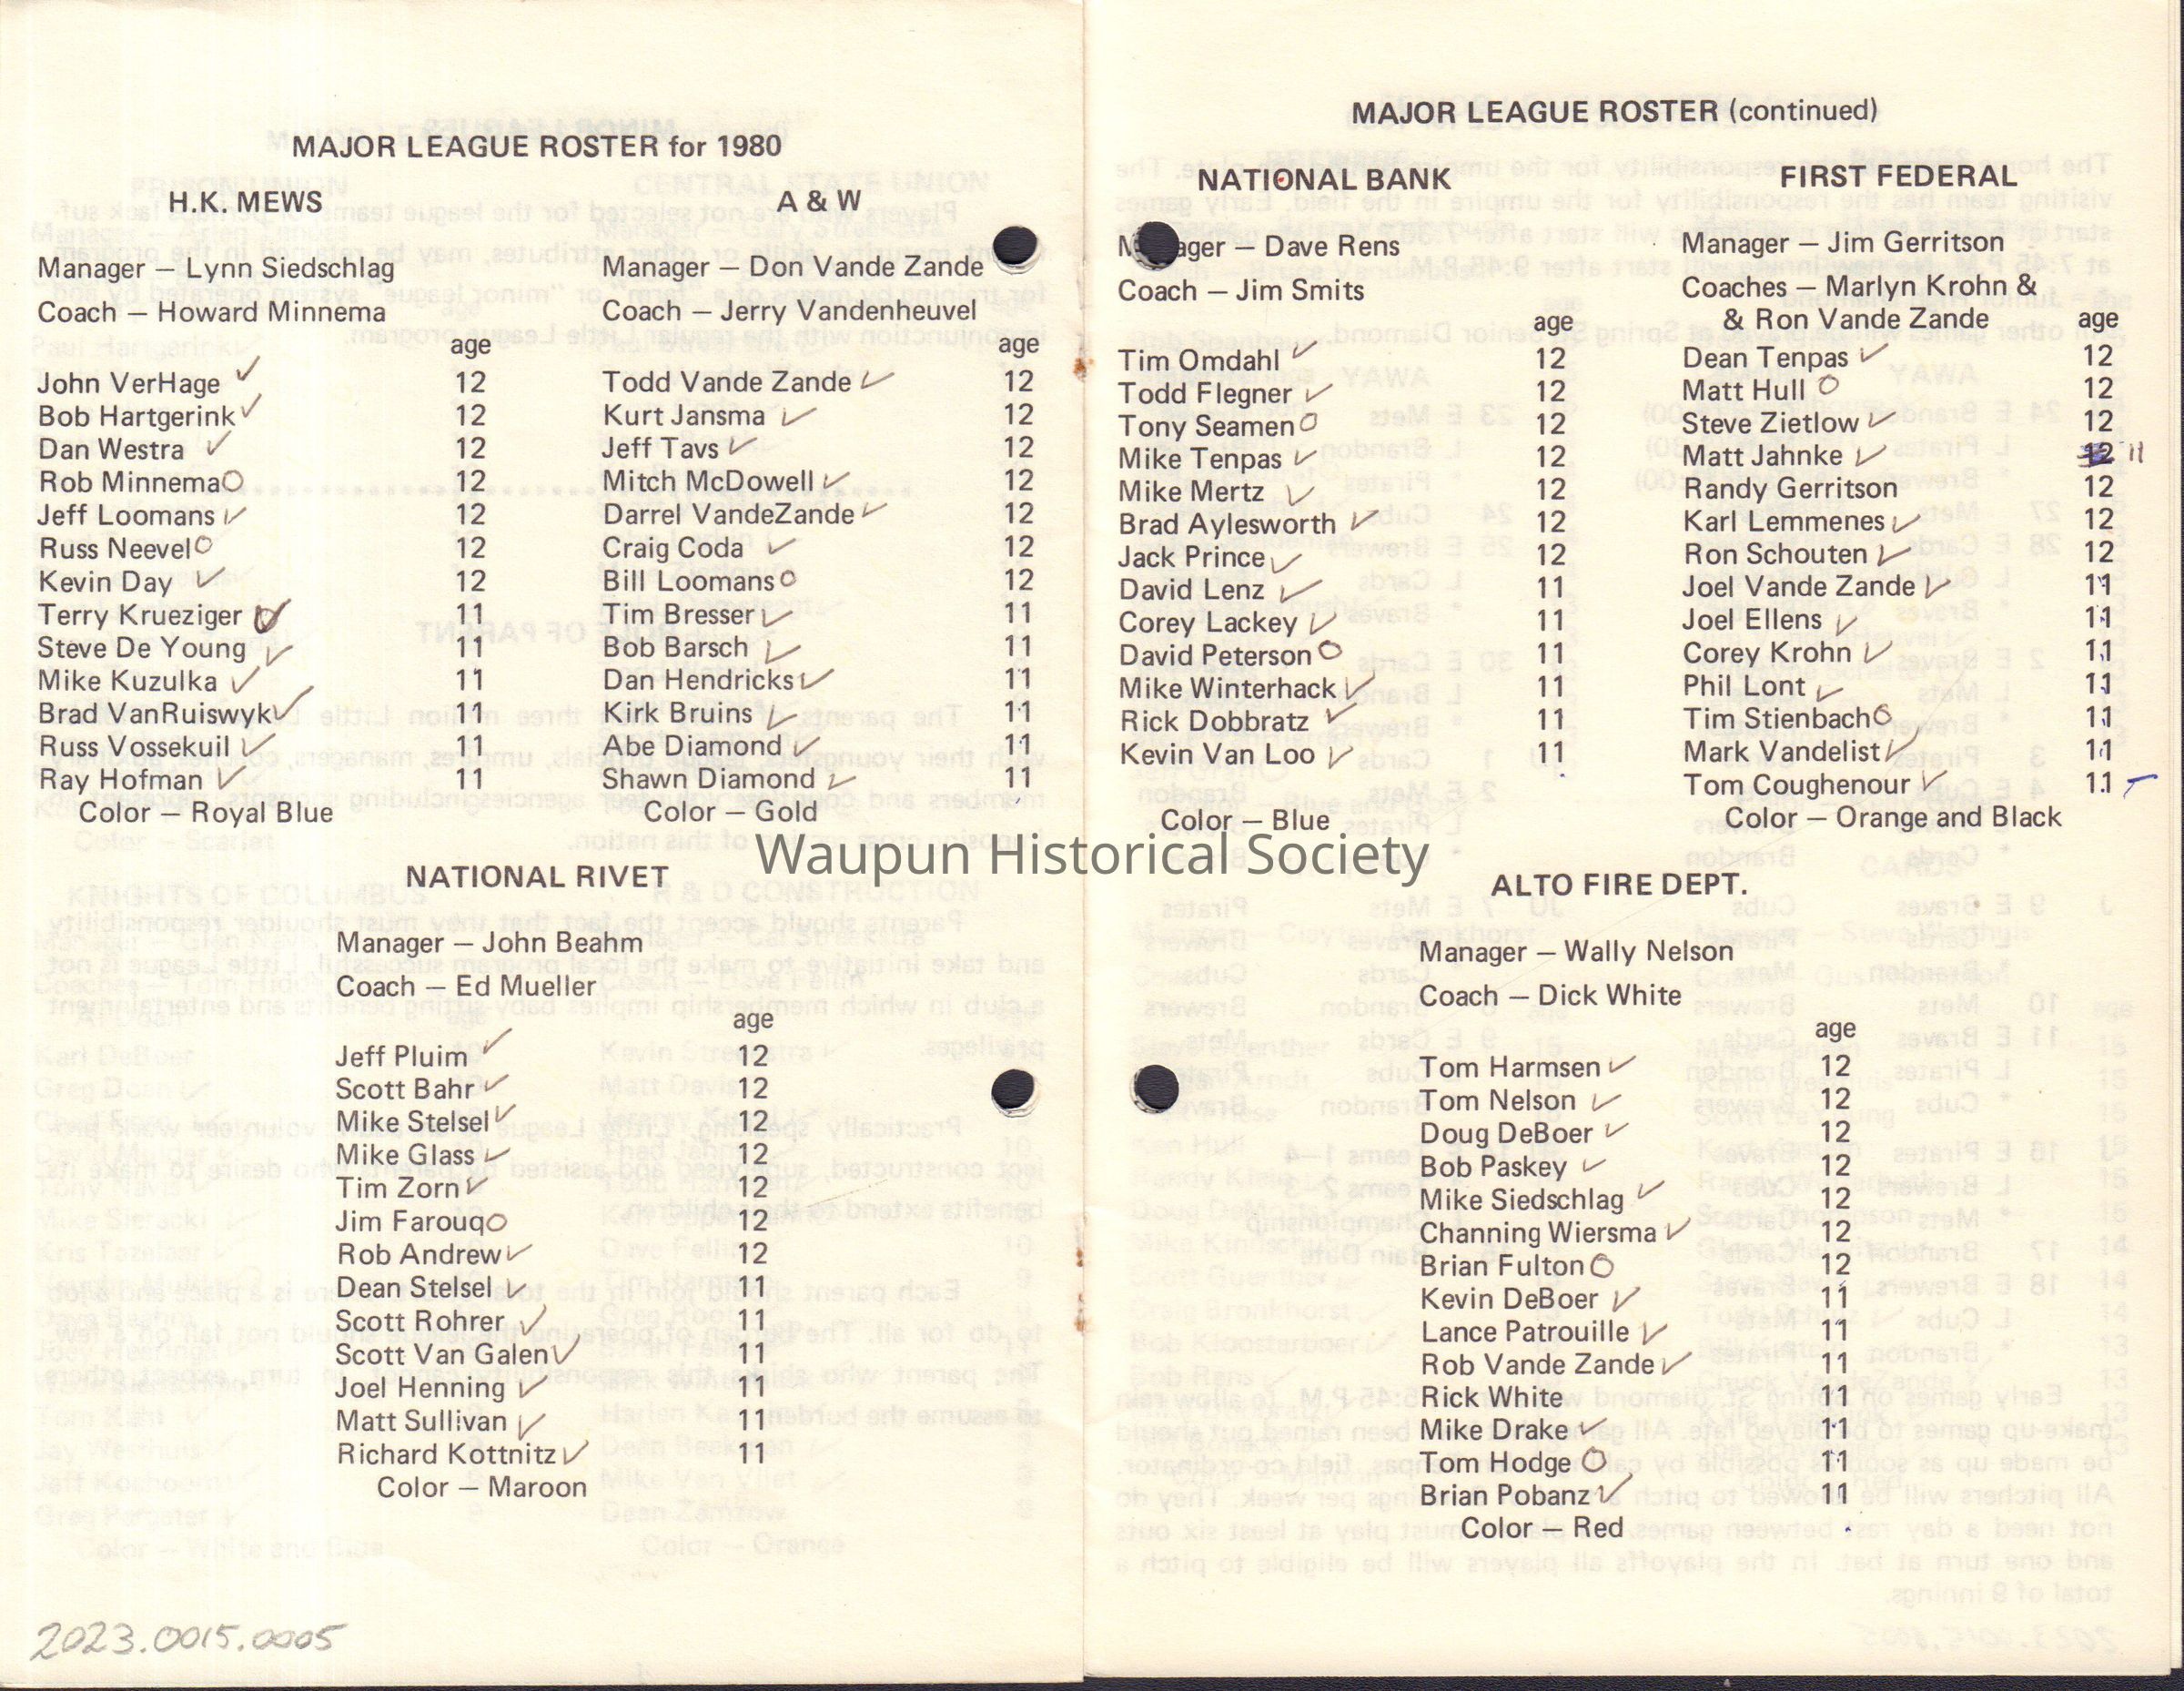 MAJOR LEAGUE ROSTER for 1980
H.K. MEWS
Manager — Lynn Siedschlag
Coach — Howard Minnema
age
John VerHage ✓ 12
Bob Hartgerink ✓ 12
Dan Westra ✓ 12
Rob Minnema O 12
Jeff Loomans ✓ 12
Russ Neevel O 12
Kevin Day ✓ 12
Terry Krueziger ✓ 11
Steve De Young ✓ 11
Mike Kuzulka ✓ 11
Brad VanRuiswyk ✓ 11
Russ Vossekuil ✓ 11
Ray Hofman ✓ 11
Color — Royal Blue
A & W
Manager — Don Vande Zande
Coach — Jerry Vandenheuvel
age
Todd Vande Zande ✓ 12
Kurt Jansma ✓ 12
Jeff Tavs ✓ 12
Mitch McDowell ✓ 12
Darrel VandeZande ✓ 12
Craig Coda ✓ 12
Bill Loomans O 12
Tim Bresser ✓ 11
Bob Barsch ✓ 11
Dan Hendricks ✓ 11
Kirk Bruins ✓ 11
Abe Diamond ✓ 11
Shawn Diamond ✓ 11
Color — Gold
NATIONAL RIVET
Manager — John Beahm
Coach — Ed Mueller
age
Jeff Pluim ✓ 12
Scott Bahr ✓ 12
Mike Stelsel ✓ 12
Mike Glass ✓ 12
Tim Zorn ✓ 12
Jim Farouq O 12
Rob Andrew ✓ 12
Dean Stelsel ✓ 11
Scott Rohrer ✓ 11
Scott Van Galen ✓ 11
Joel Henning ✓ 11
Matt Sullivan ✓ 11
Richard Kottnitz ✓ 11
Color — Maroon
2023.0015.0005
MAJOR LEAGUE ROSTER (continued)
NATIONAL BANK
M ager — Dave Rens
Coach — Jim Smits
age
Tim Omdahl ✓ 12
Todd Flegner ✓ 12
Tony Seamen O 12
Mike Tenpas ✓ 12
Mike Mertz ✓ 12
Brad Aylesworth ✓ 12
Jack Prince ✓ 12
David Lenz ✓ 11
Corey Lackey ✓ 11
David Peterson O 11
Mike Winterhack ✓ 11
Rick Dobbratz ✓ 11
Kevin Van Loo ✓ 11
Color — Blue
FIRST FEDERAL
Manager — Jim Gerritson
Coaches — Marlyn Krohn &
& Ron Vande Zande age
Dean Tenpas ✓ 12
Matt Hull O 12
Steve Zietlow ✓ 12
Matt Jahnke ✓ 12 11
Randy Gerritson 12
Karl Lemmenes ✓ 12
Ron Schouten ✓ 12
Joel Vande Zande ✓ 11
Joel Ellens ✓ 11
Corey Krohn ✓ 11
Phil Lont ✓ 11
Tim Stienbach O 11
Mark Vandelist ✓ 11
Tom Coughenour ✓ 11
Color — Orange and Black
Waupun Historical Society
ALTO FIRE DEPT.
Manager — Wally Nelson
Coach — Dick White
age
Tom Harmsen ✓ 12
Tom Nelson ✓ 12
Doug DeBoer ✓ 12
Bob Paskey ✓ 12
Mike Siedschlag ✓ 12
Channing Wiersma ✓ 12
Brian Fulton O 12
Kevin DeBoer ✓ 11
Lance Patrouille ✓ 11
Rob Vande Zande ✓ 11
Rick White 11
Mike Drake ✓ 11
Tom Hodge O 11
Brian Pobanz ✓ 11
Color — Red